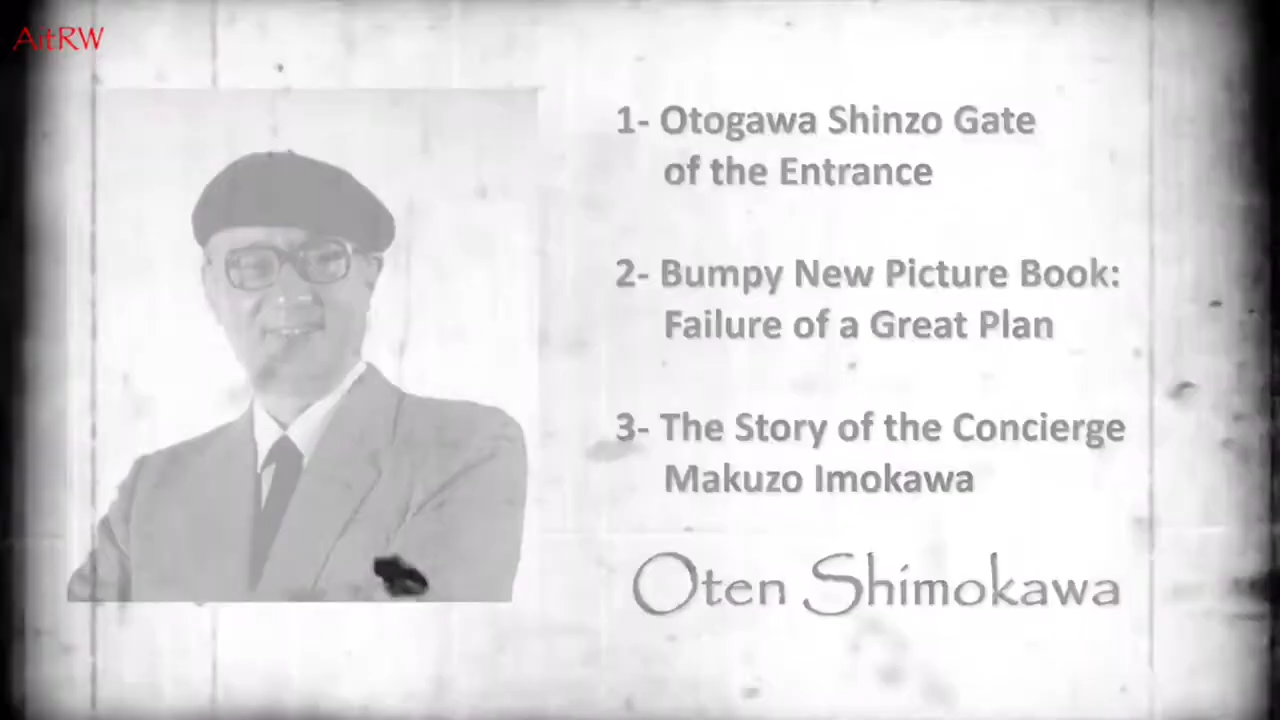 AitRW
1- Otogawa Shinzo Gate
of the Entrance
2- Bumpy New Picture Book:
Failure of a Great Plan
3- The Story of the Concierge
Makuzo Imokawa
Oten Shimokawa